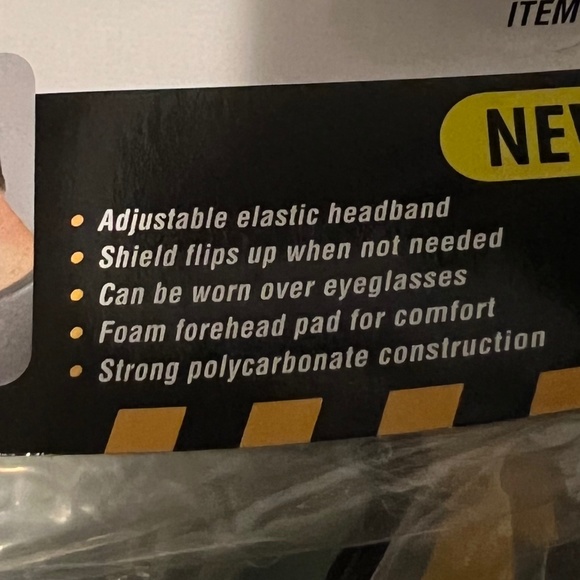 ITEM
NEW
• Adjustable elastic headband
• Shield flips up when not needed
• Can be worn over eyeglasses
• Foam forehead pad for comfort
• Strong polycarbonate construction